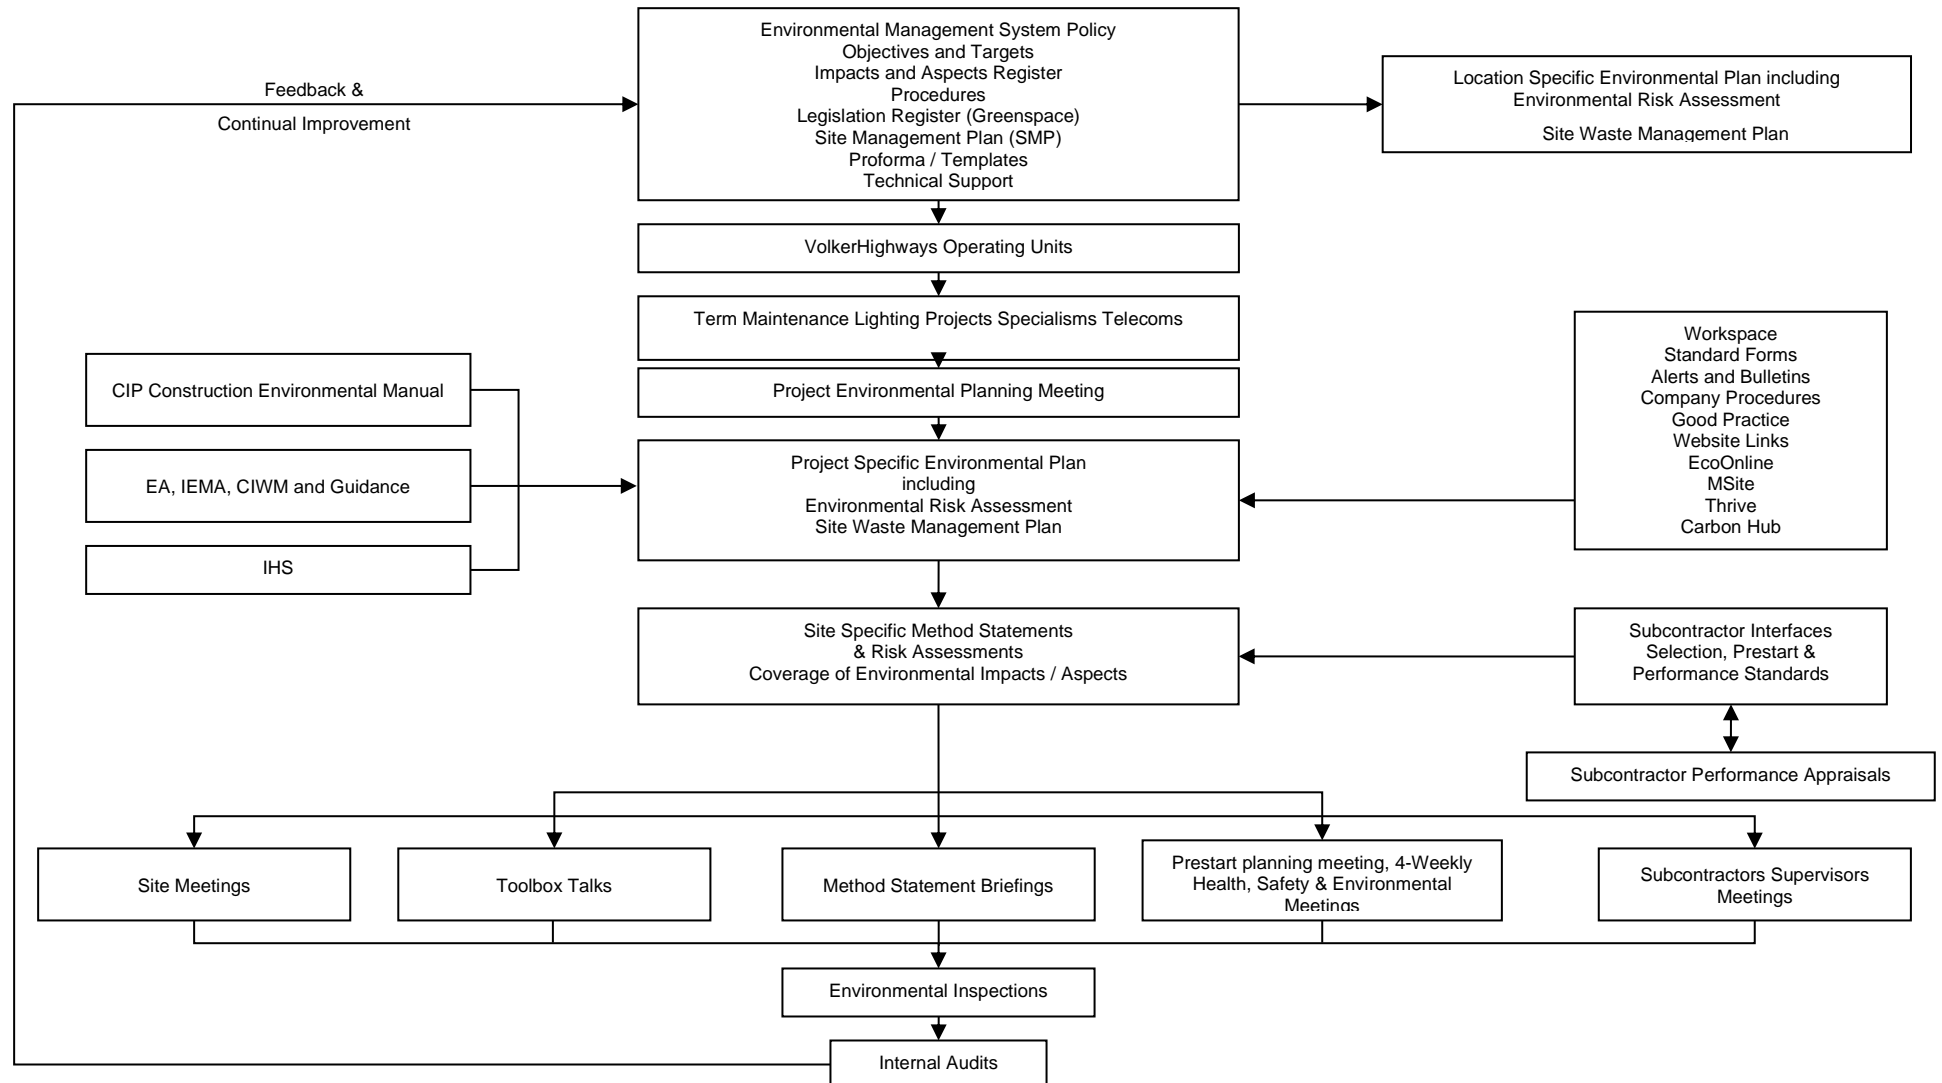 Environmental Management System Policy
Objectives and Targets
Impacts and Aspects Register
Procedures
Legislation Register (Greenspace)
Site Management Plan (SMP)
Proforma / Templates
Technical Support
Feedback &
Continual Improvement
Location Specific Environmental Plan including
Environmental Risk Assessment
Site Waste Management Plan
VolkerHighways Operating Units
Term Maintenance Lighting Projects Specialisms Telecoms
Project Environmental Planning Meeting
CIP Construction Environmental Manual
EA, IEMA, CIWM and Guidance
IHS
Project Specific Environmental Plan
including
Environmental Risk Assessment
Site Waste Management Plan
Workspace
Standard Forms
Alerts and Bulletins
Company Procedures
Good Practice
Website Links
EcoOnline
MSite
Thrive
Carbon Hub
Site Specific Method Statements
& Risk Assessments
Coverage of Environmental Impacts / Aspects
Subcontractor Interfaces
Selection, Prestart &
Performance Standards
Subcontractor Performance Appraisals
Site Meetings
Toolbox Talks
Method Statement Briefings
Prestart planning meeting, 4-Weekly
Health, Safety & Environmental
Meetings
Subcontractors Supervisors
Meetings
Environmental Inspections
Internal Audits